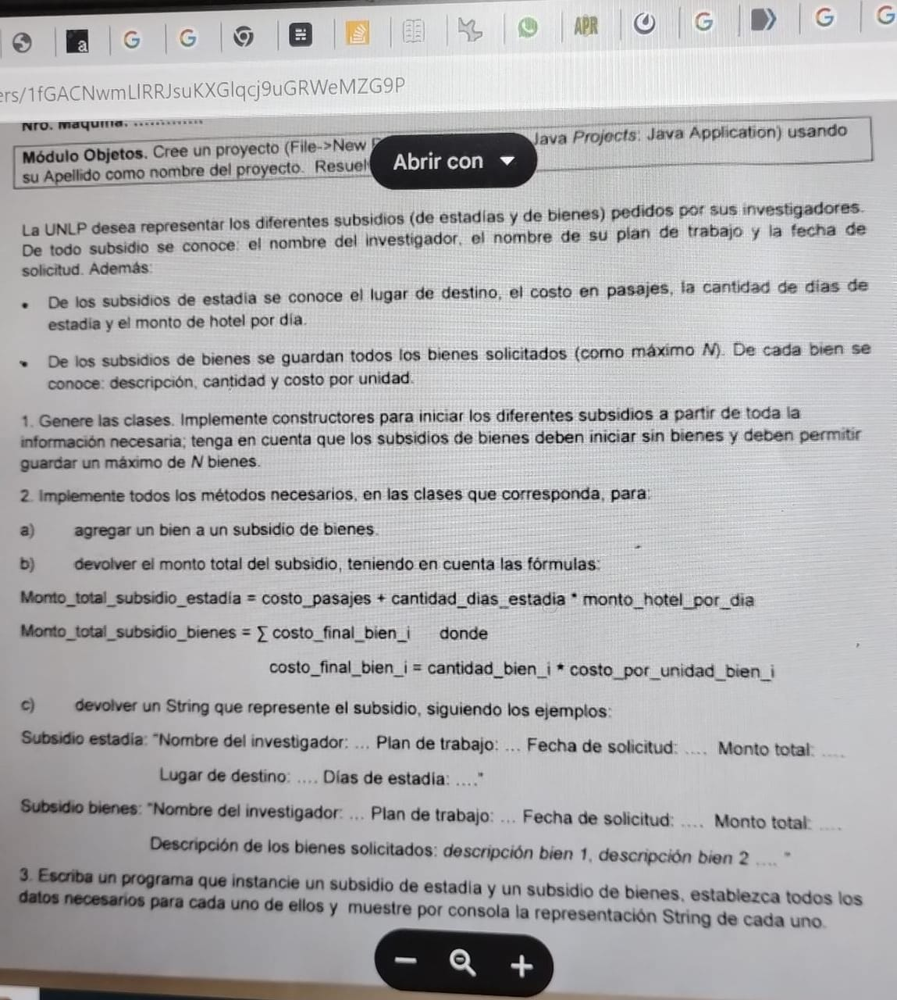 ers/1fGACNwmLlRRJsuKXGlqcj9uGRWeMZG9P
Nro. Máquina: .............
Módulo Objetos. Cree un proyecto (File->New Java Projects: Java Application) usando
su Apellido como nombre del proyecto. Resuel
Abrir con
La UNLP desea representar los diferentes subsidios (de estadías y de bienes) pedidos por sus investigadores.
De todo subsidio se conoce: el nombre del investigador, el nombre de su plan de trabajo y la fecha de
solicitud. Además:
• De los subsidios de estadía se conoce el lugar de destino, el costo en pasajes, la cantidad de días de
estadía y el monto de hotel por día.
• De los subsidios de bienes se guardan todos los bienes solicitados (como máximo N). De cada bien se
conoce: descripción, cantidad y costo por unidad.
1. Genere las clases. Implemente constructores para iniciar los diferentes subsidios a partir de toda la
información necesaria; tenga en cuenta que los subsidios de bienes deben iniciar sin bienes y deben permitir
guardar un máximo de N bienes.
2. Implemente todos los métodos necesarios, en las clases que corresponda, para:
a) agregar un bien a un subsidio de bienes.
b) devolver el monto total del subsidio, teniendo en cuenta las fórmulas:
Monto_total_subsidio_estadía = costo_pasajes + cantidad_dias_estadia * monto_hotel_por_dia
Monto_total_subsidio_bienes = ∑ costo_final_bien_i donde
costo_final_bien_i = cantidad_bien_i * costo_por_unidad_bien_i
c) devolver un String que represente el subsidio, siguiendo los ejemplos:
Subsidio estadía: "Nombre del investigador: ... Plan de trabajo: ... Fecha de solicitud: .... Monto total: ....
Lugar de destino: .... Días de estadia: ...."
Subsidio bienes: "Nombre del investigador: ... Plan de trabajo: ... Fecha de solicitud: .... Monto total: ....
Descripción de los bienes solicitados: descripción bien 1, descripción bien 2 .... "
3. Escriba un programa que instancie un subsidio de estadía y un subsidio de bienes, establezca todos los
datos necesarios para cada uno de ellos y muestre por consola la representación String de cada uno.